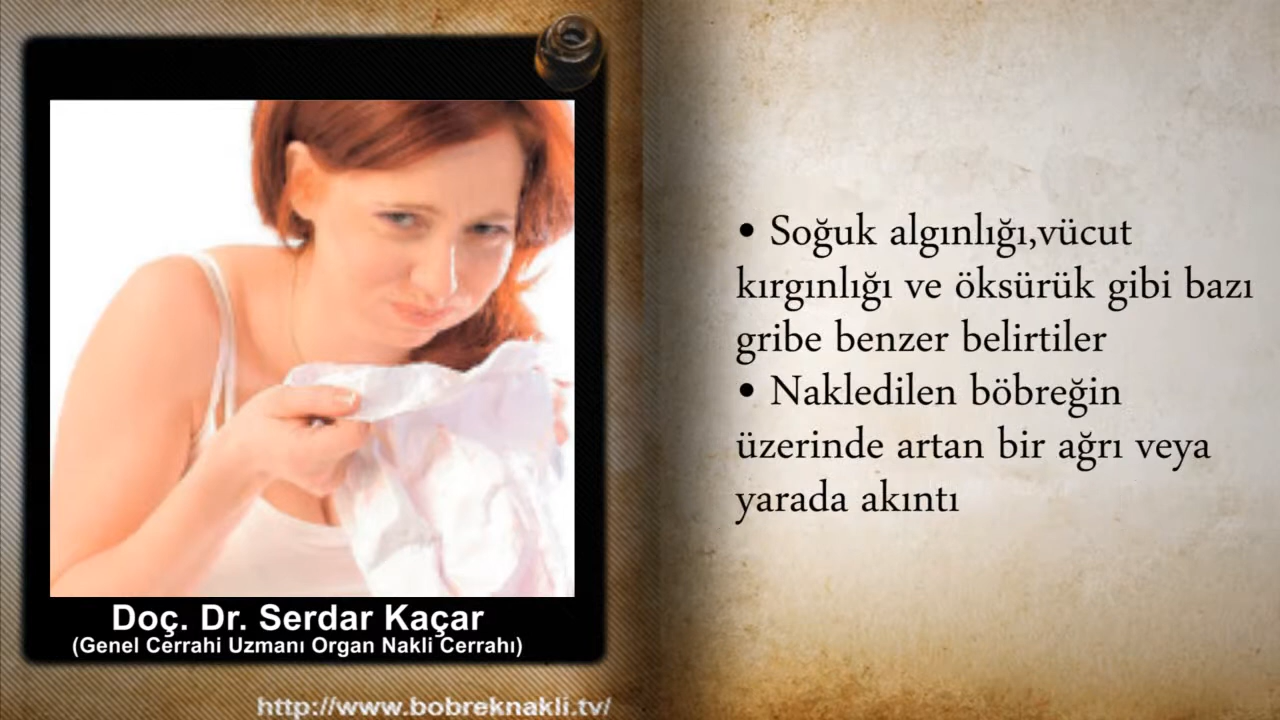 • Soğuk algınlığı,vücut
kırgınlığı ve öksürük gibi bazı
gribe benzer belirtiler
• Nakledilen böbreğin
üzerinde artan bir ağrı veya
yarada akıntı
Doç. Dr. Serdar Kaçar
(Genel Cerrahi Uzmanı Organ Nakli Cerrahı)
http://www.bobreknakli.tv/